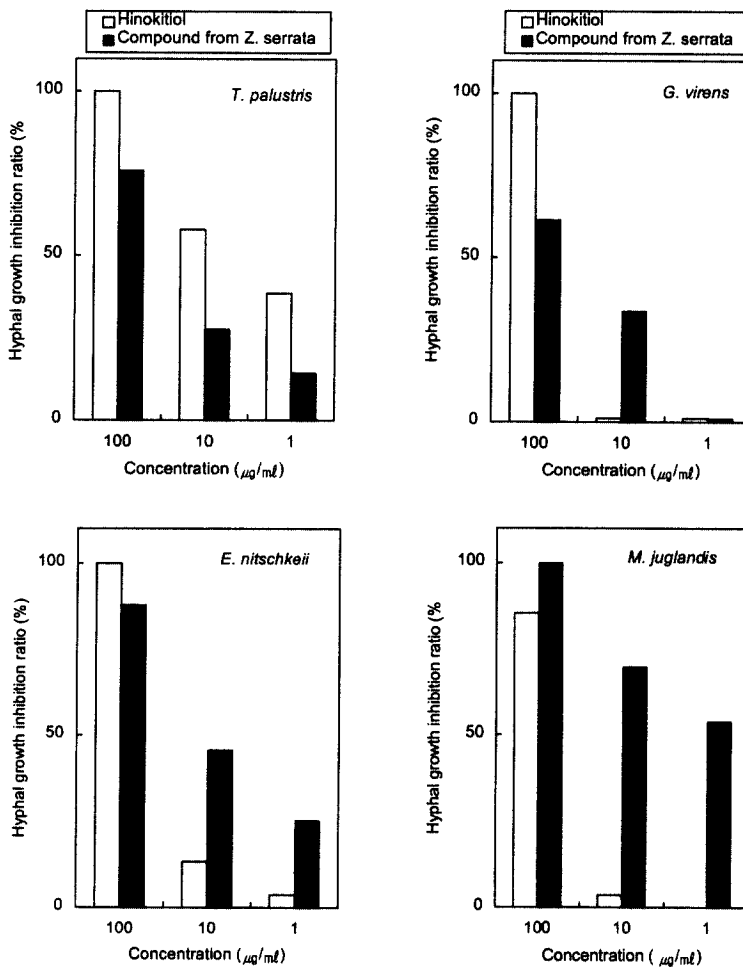 Hinokitiol
Compound from Z. serrata
Hinokitiol
Compound from Z. serrata
T. palustris
Hyphal growth inhibition ratio (%
100
50
0
100 10 1
Concentration (μg/mℓ)
G. virens
Hyphal growth inhibition ratio (%
100
50
0
100 10 1
Concentration (μg/mℓ)
E. nitschkeii
Hyphal growth inhibition ratio (%)
100
50
0
100 10 1
Concentration (μg/mℓ)
M. juglandis
Hyphal growth inhibition ratio (%)
100
50
0
100 10 1
Concentration (μg/mℓ)